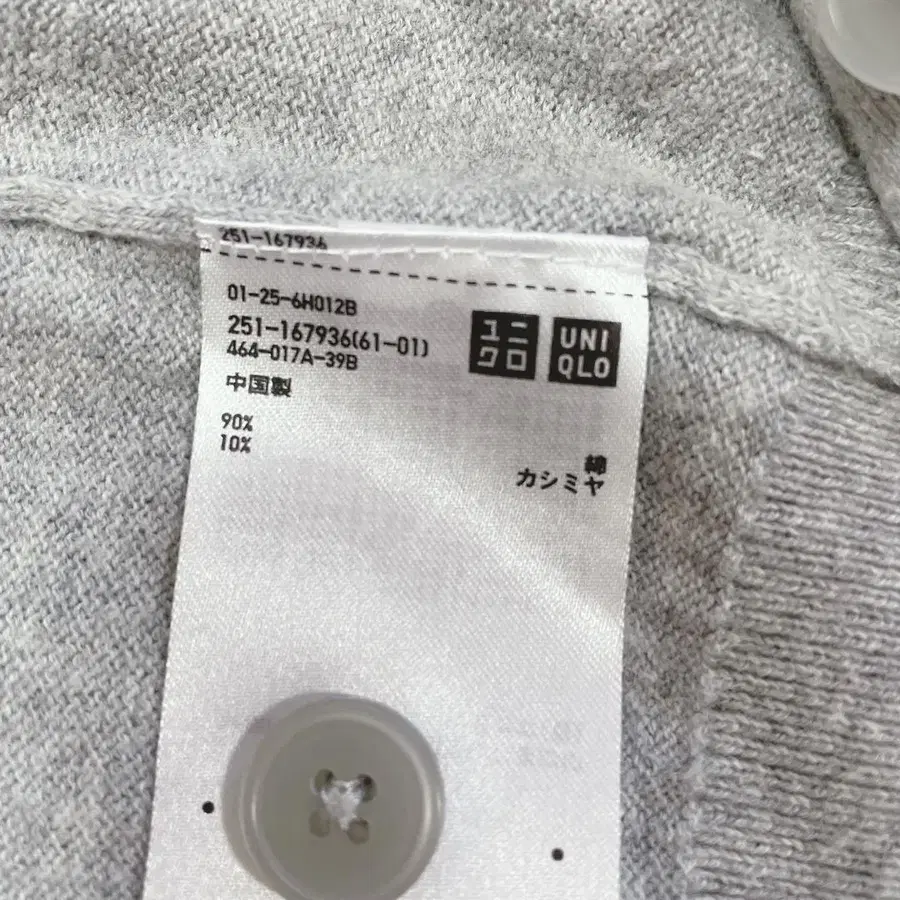 251-167936
01-25-6H012B
251-167936(61-01)
464-017A-39B
ユニ
クロ
UNI
QLO
中国製
90%
10%
綿
カシミヤ